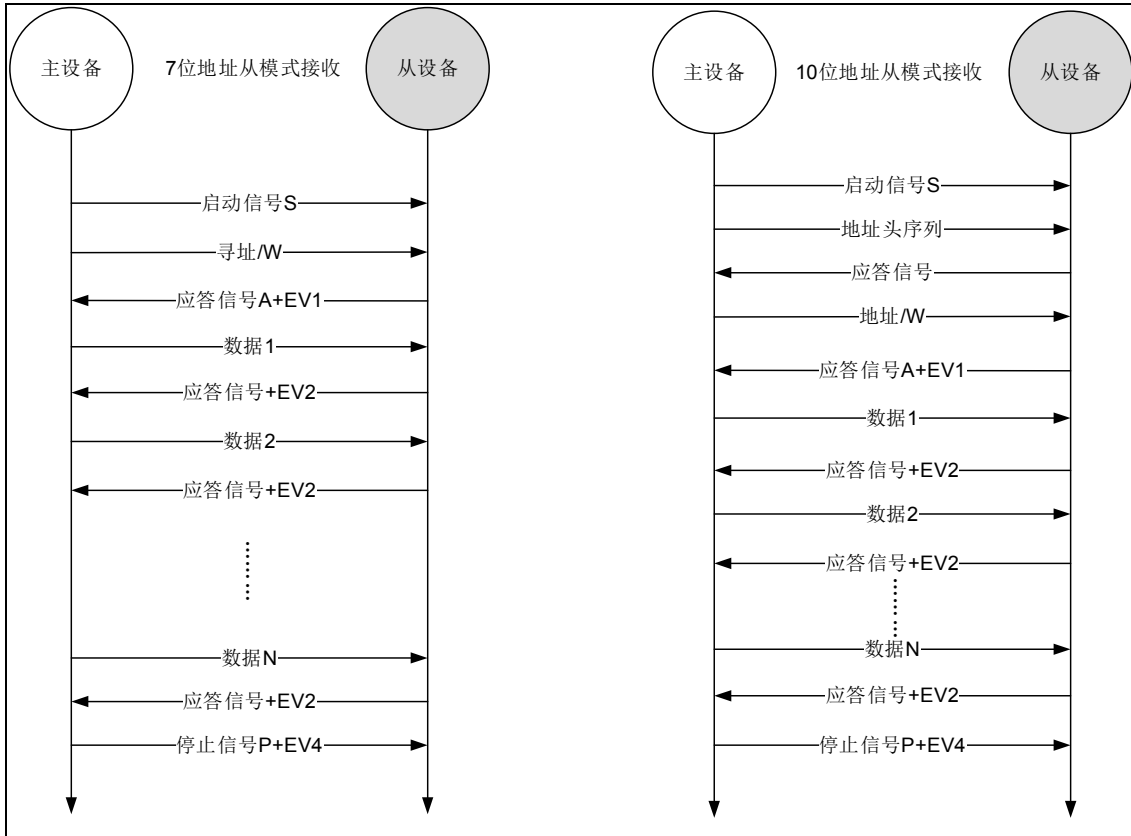 主设备
7位地址从模式接收
从设备
启动信号S
寻址/W
应答信号A+EV1
数据1
应答信号+EV2
数据2
应答信号+EV2
数据N
应答信号+EV2
停止信号P+EV4
主设备
10位地址从模式接收
从设备
启动信号S
地址头序列
应答信号
地址/W
应答信号A+EV1
数据1
应答信号+EV2
数据2
应答信号+EV2
数据N
应答信号+EV2
停止信号P+EV4